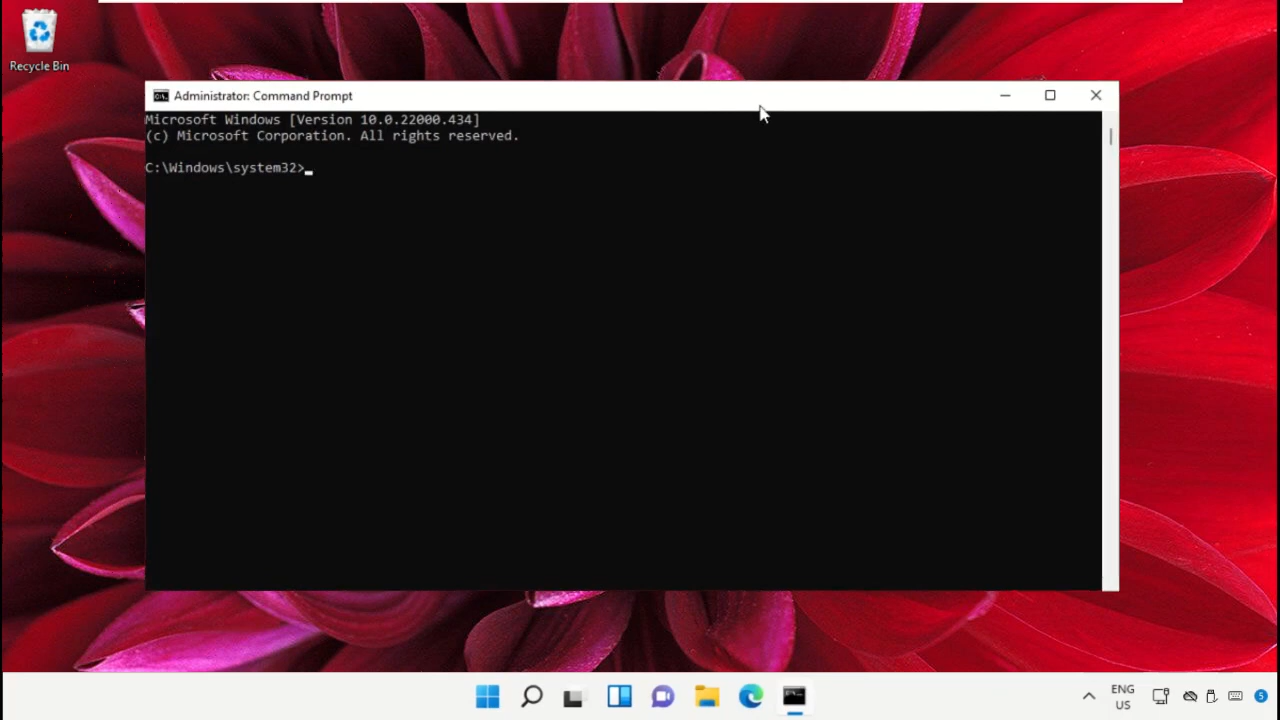 Recycle Bin
Administrator: Command Prompt
Microsoft Windows [Version 10.0.22000.434]
(c) Microsoft Corporation. All rights reserved.
C:\Windows\system32>
ENG
US
5